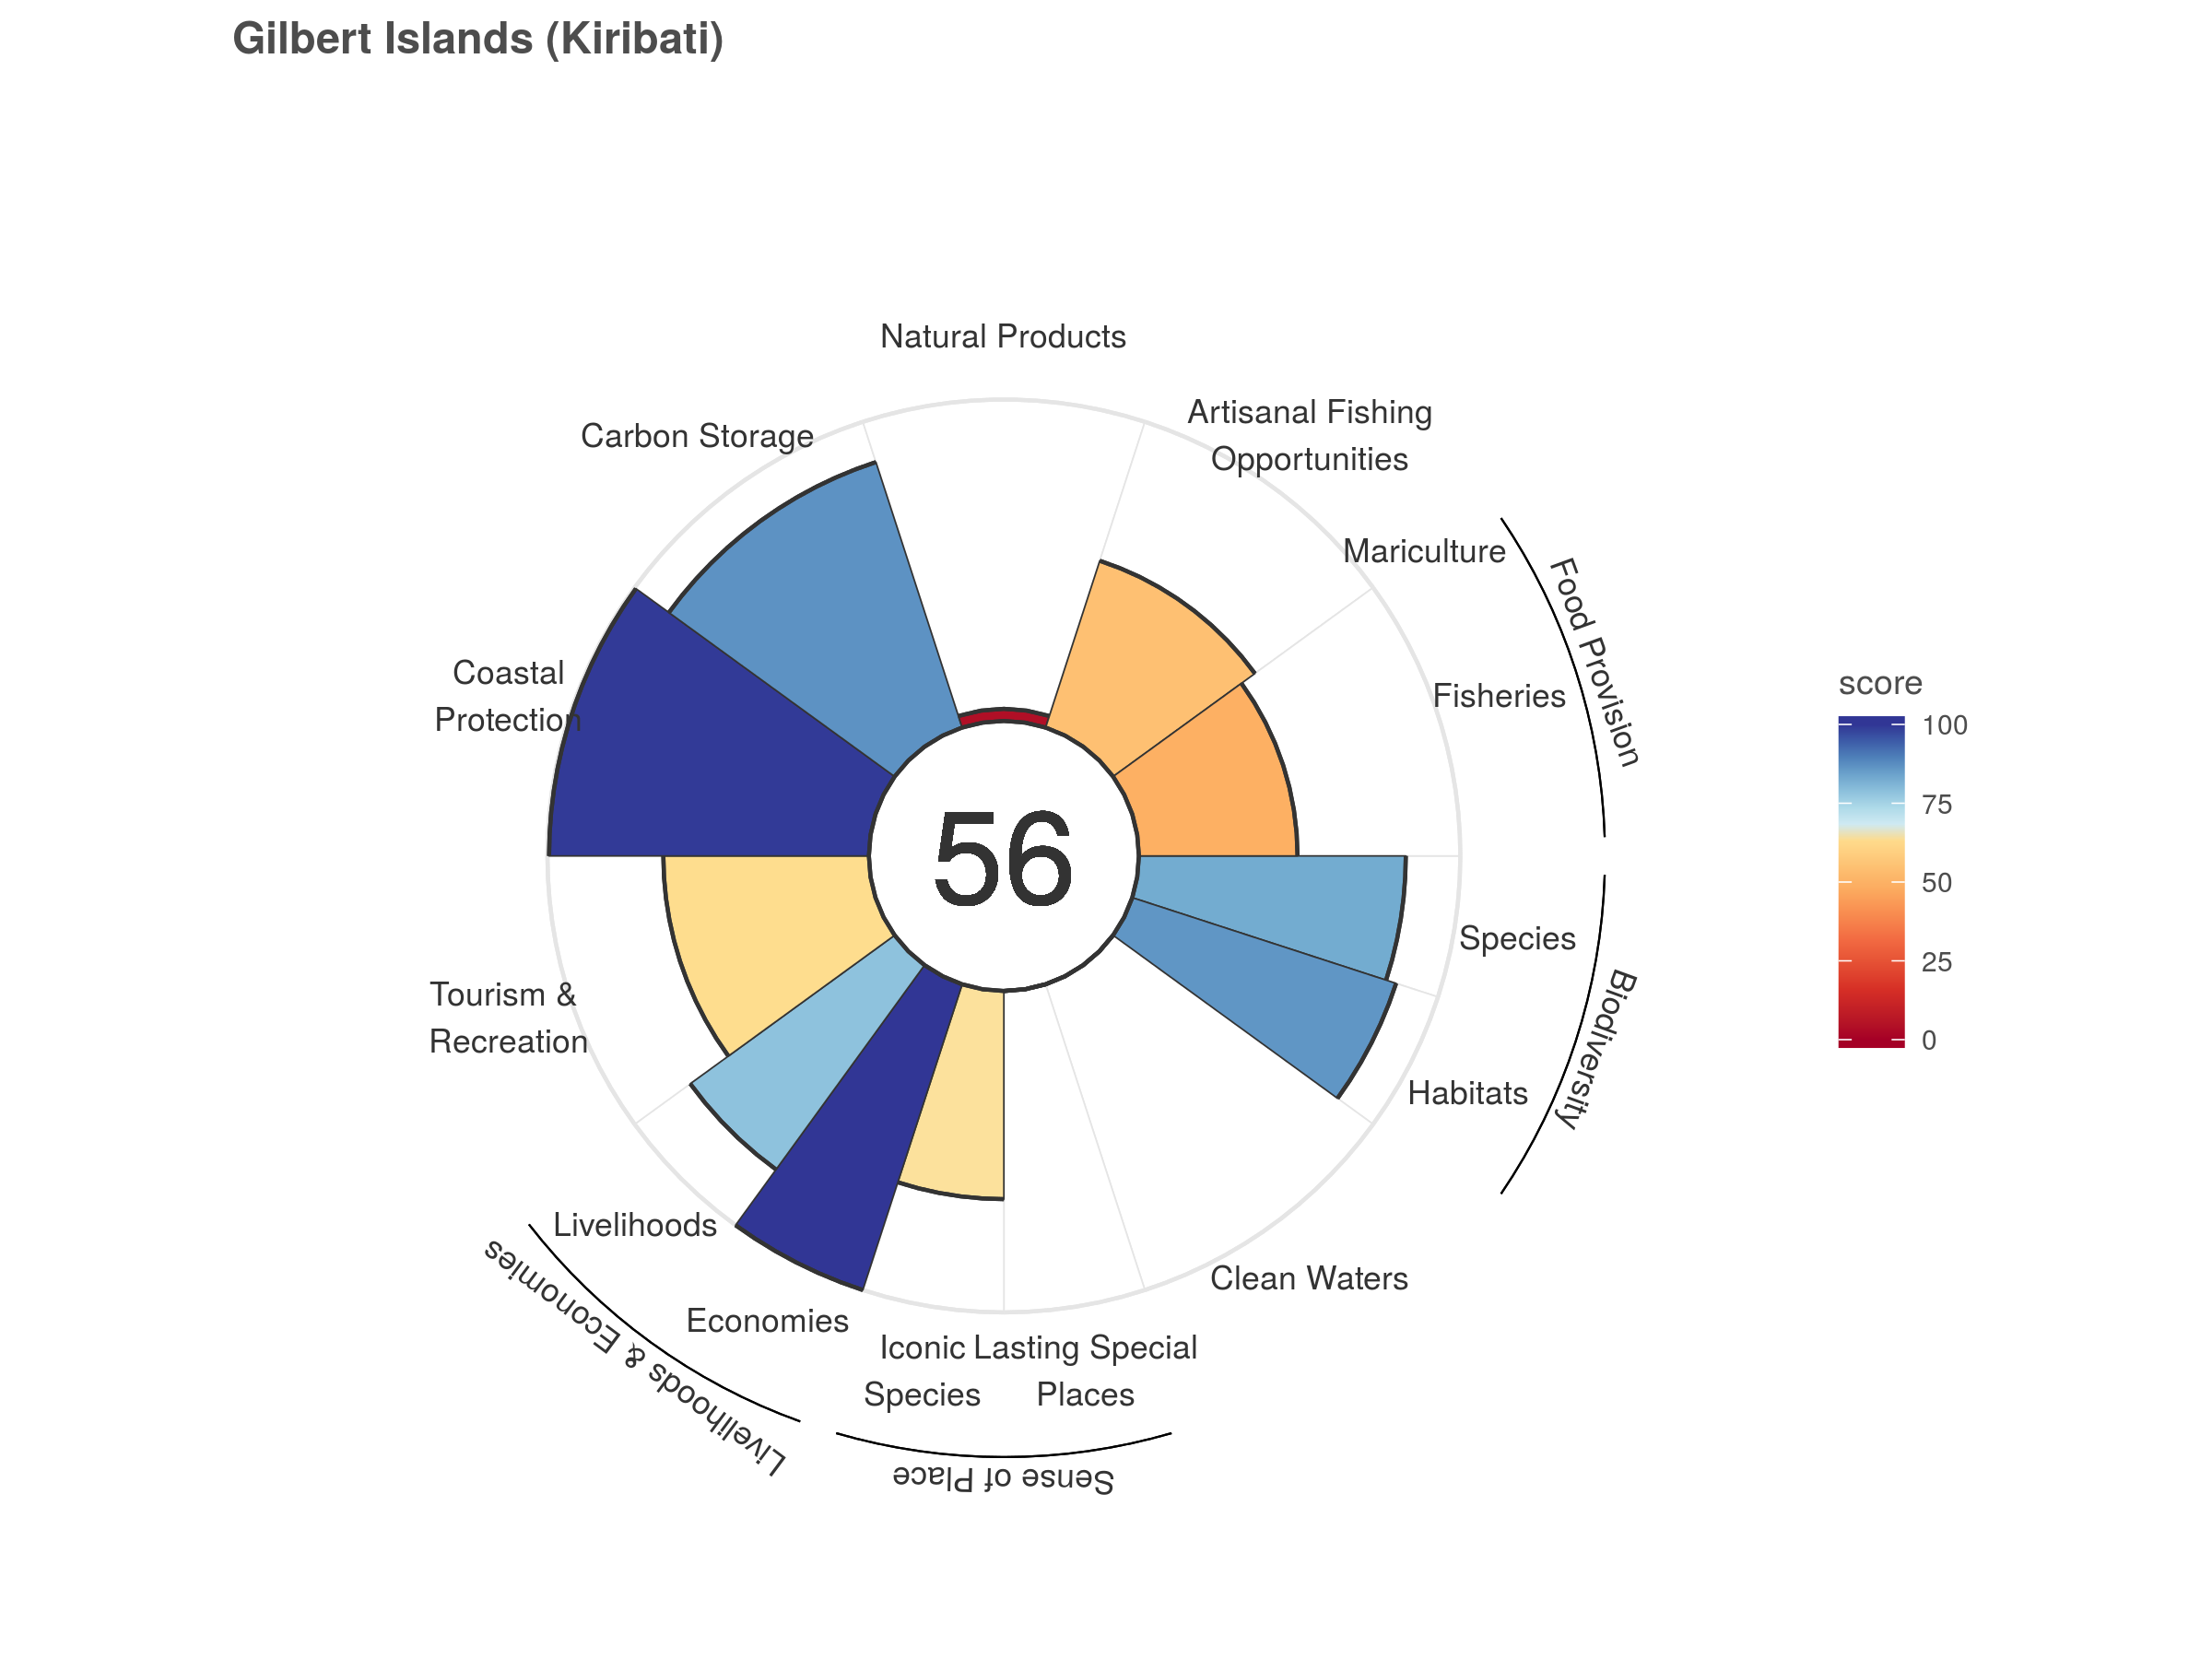 Gilbert Islands (Kiribati)
Natural Products
Artisanal Fishing
Opportunities
Carbon Storage
Mariculture
Food Provision
Fisheries
Coastal
Protection
56
Species
Biodiversity
Habitats
Tourism &
Recreation
Livelihoods
Livelihoods & Economies
Economies
Clean Waters
Iconic
Species
Lasting Special
Places
Sense of Place
score
100
75
50
25
0